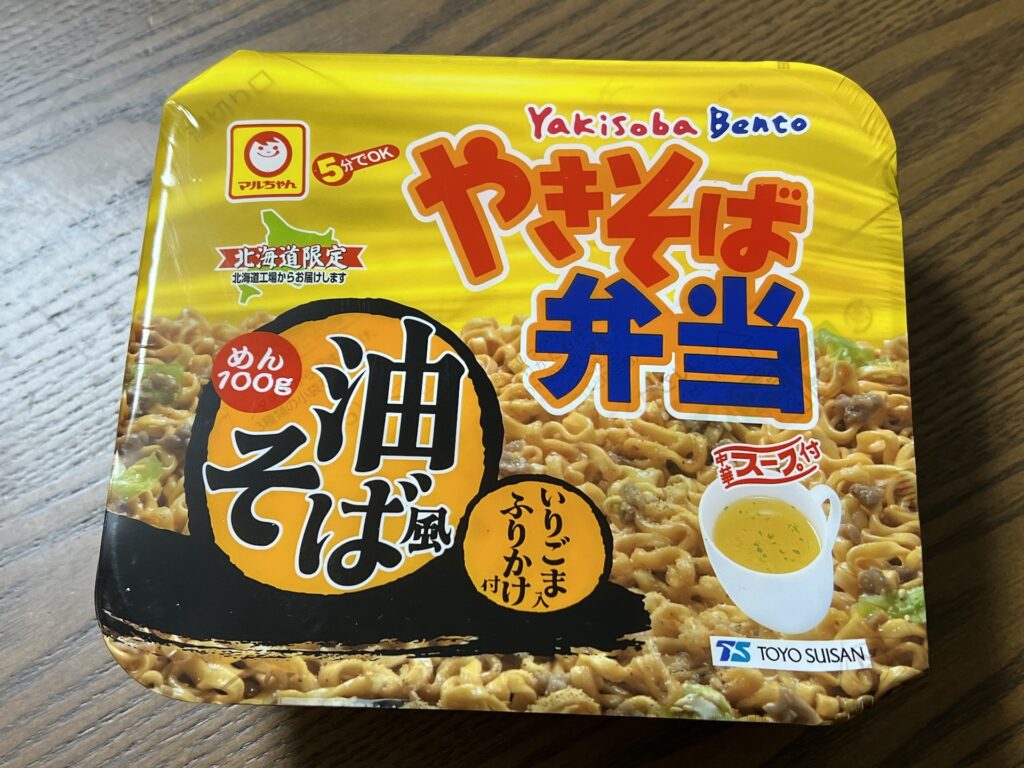 Yakisoba Bento
やきそば
弁当
マルちゃん
5分でOK
北海道限定
北海道工場からお届けします
めん
100g
油
そば風
いりごま入
ふりかけ付
中華スープ付
TS TOYO SUISAN